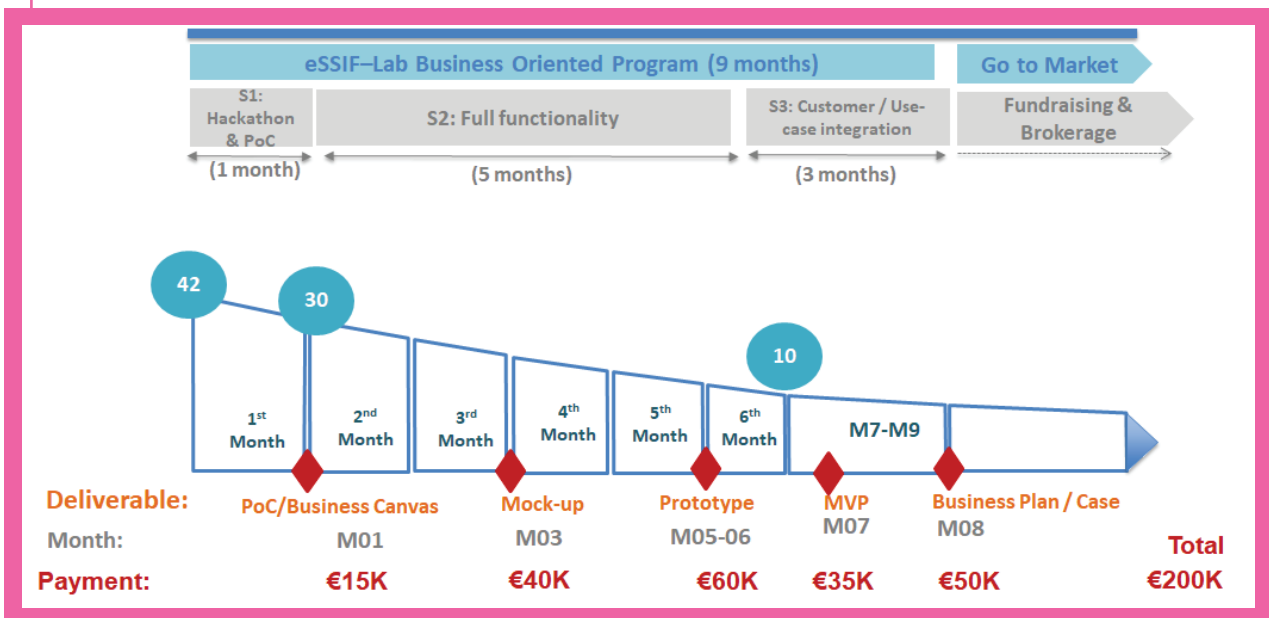 eSSIF–Lab Business Oriented Program (9 months)
Go to Market
S1:
Hackathon
& PoC
S2: Full functionality
S3: Customer / Use-
case integration
Fundraising &
Brokerage
(1 month)
(5 months)
(3 months)
42
30
10
1st
Month
2nd
Month
3rd
Month
4th
Month
5th
Month
6th
Month
M7-M9
Deliverable:
PoC/Business Canvas
Mock-up
Prototype
MVP
Business Plan / Case
Month:
M01
M03
M05-06
M07
M08
Total
Payment:
€15K
€40K
€60K
€35K
€50K
€200K